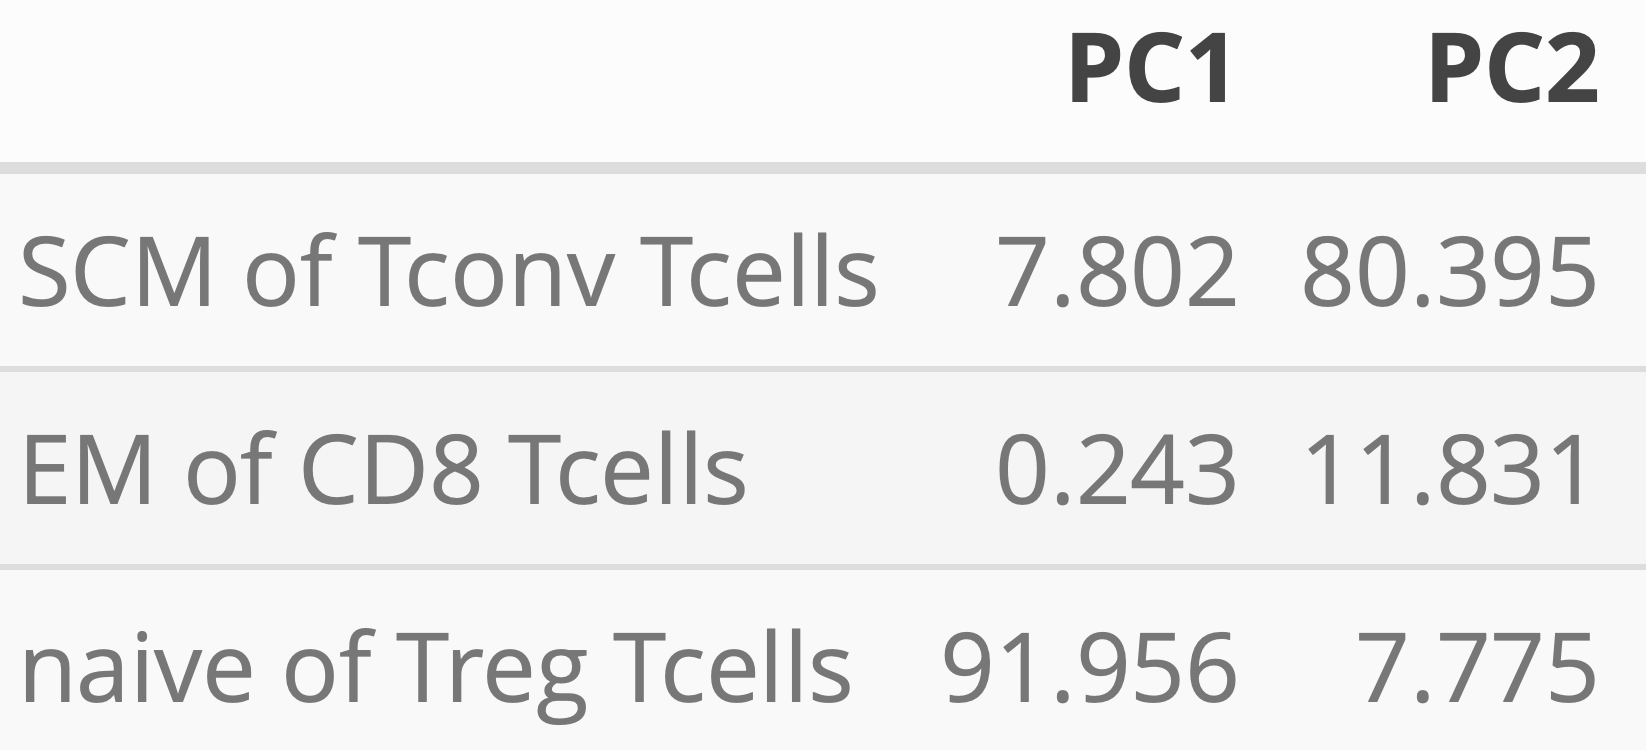 PC1 PC2
SCM of Tconv Tcells 7.802 80.395
EM of CD8 Tcells 0.243 11.831
naive of Treg Tcells 91.956 7.775